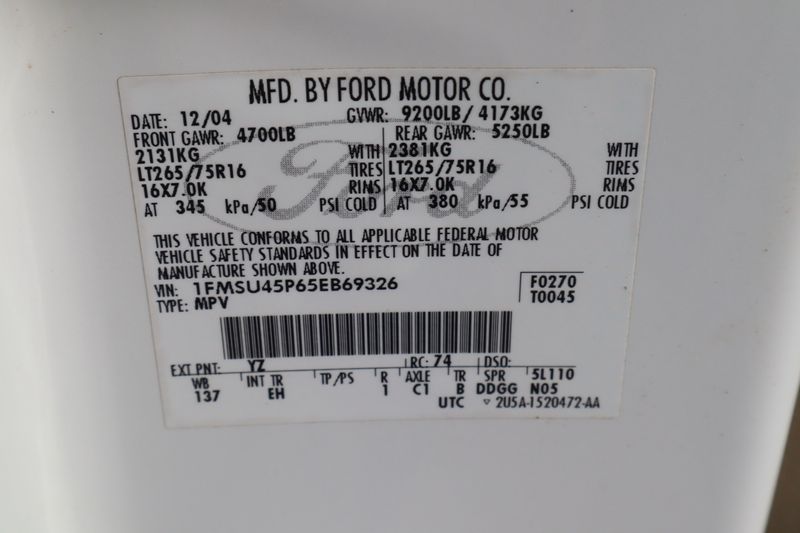 MFD. BY FORD MOTOR CO.
DATE: 12/04 GVWR: 9200LB/ 4173KG
FRONT GAWR: 4700LB REAR GAWR: 5250LB
2131KG WITH 2381KG WITH
LT265/75R16 TIRES LT265/75R16 TIRES
16X7.0K RIMS 16X7.0K RIMS
AT 345 kPa/50 PSI COLD AT 380 kPa/55 PSI COLD
Ford
THIS VEHICLE CONFORMS TO ALL APPLICABLE FEDERAL MOTOR
VEHICLE SAFETY STANDARDS IN EFFECT ON THE DATE OF
MANUFACTURE SHOWN ABOVE.
VIN: 1FMSU45P65EB69326 F0270
TYPE: MPV T0045
EXT PNT: YZ RC: 74 DSO:
WB INT TR TP/PS R AXLE TR SPR 5L110
137 EH 1 C1 B DDGG N05
UTC ▽ 2U5A-1520472-AA